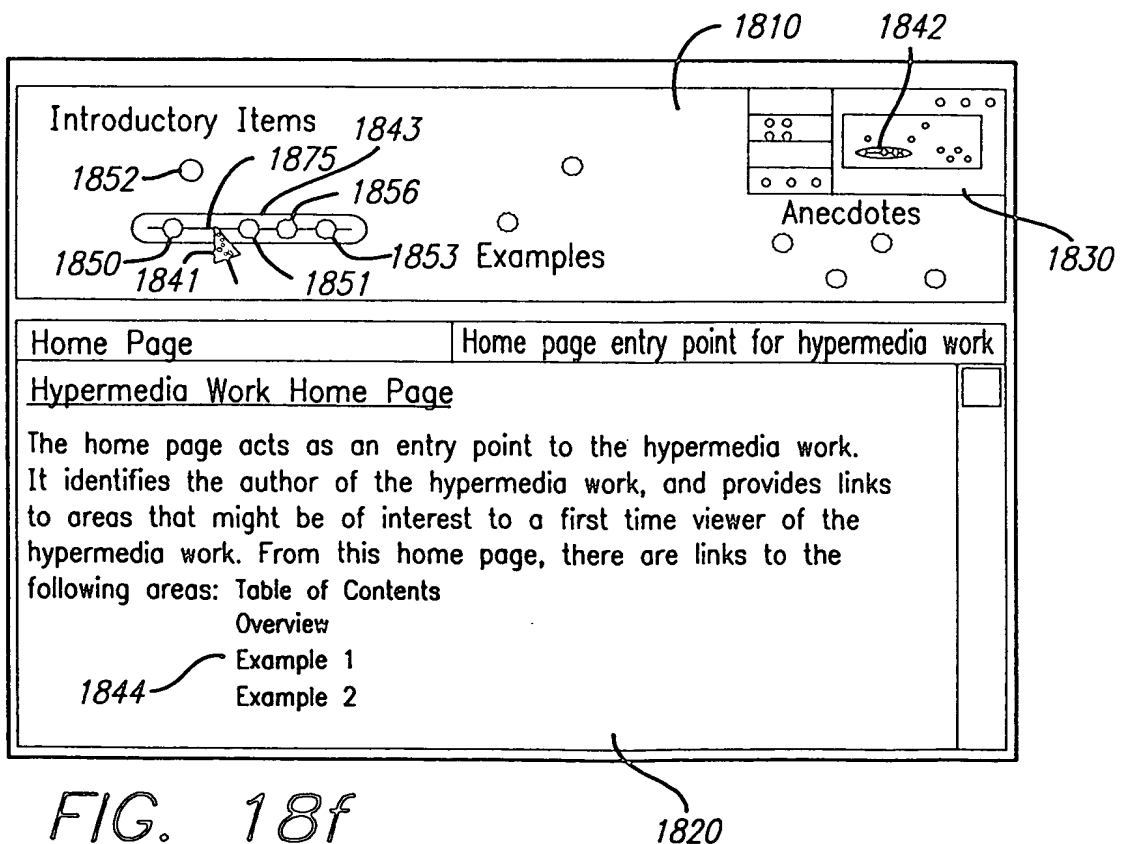 1810 1842
Introductory Items
1843
1875
1852
1856
Anecdotes
1850
1841
1851
1853
Examples
1830
Home Page Home page entry point for hypermedia work
Hypermedia Work Home Page
The home page acts as an entry point to the hypermedia work.
It identifies the author of the hypermedia work, and provides links
to areas that might be of interest to a first time viewer of the
hypermedia work. From this home page, there are links to the
following areas: Table of Contents
Overview
Example 1
1844
Example 2
FIG. 18f
1820